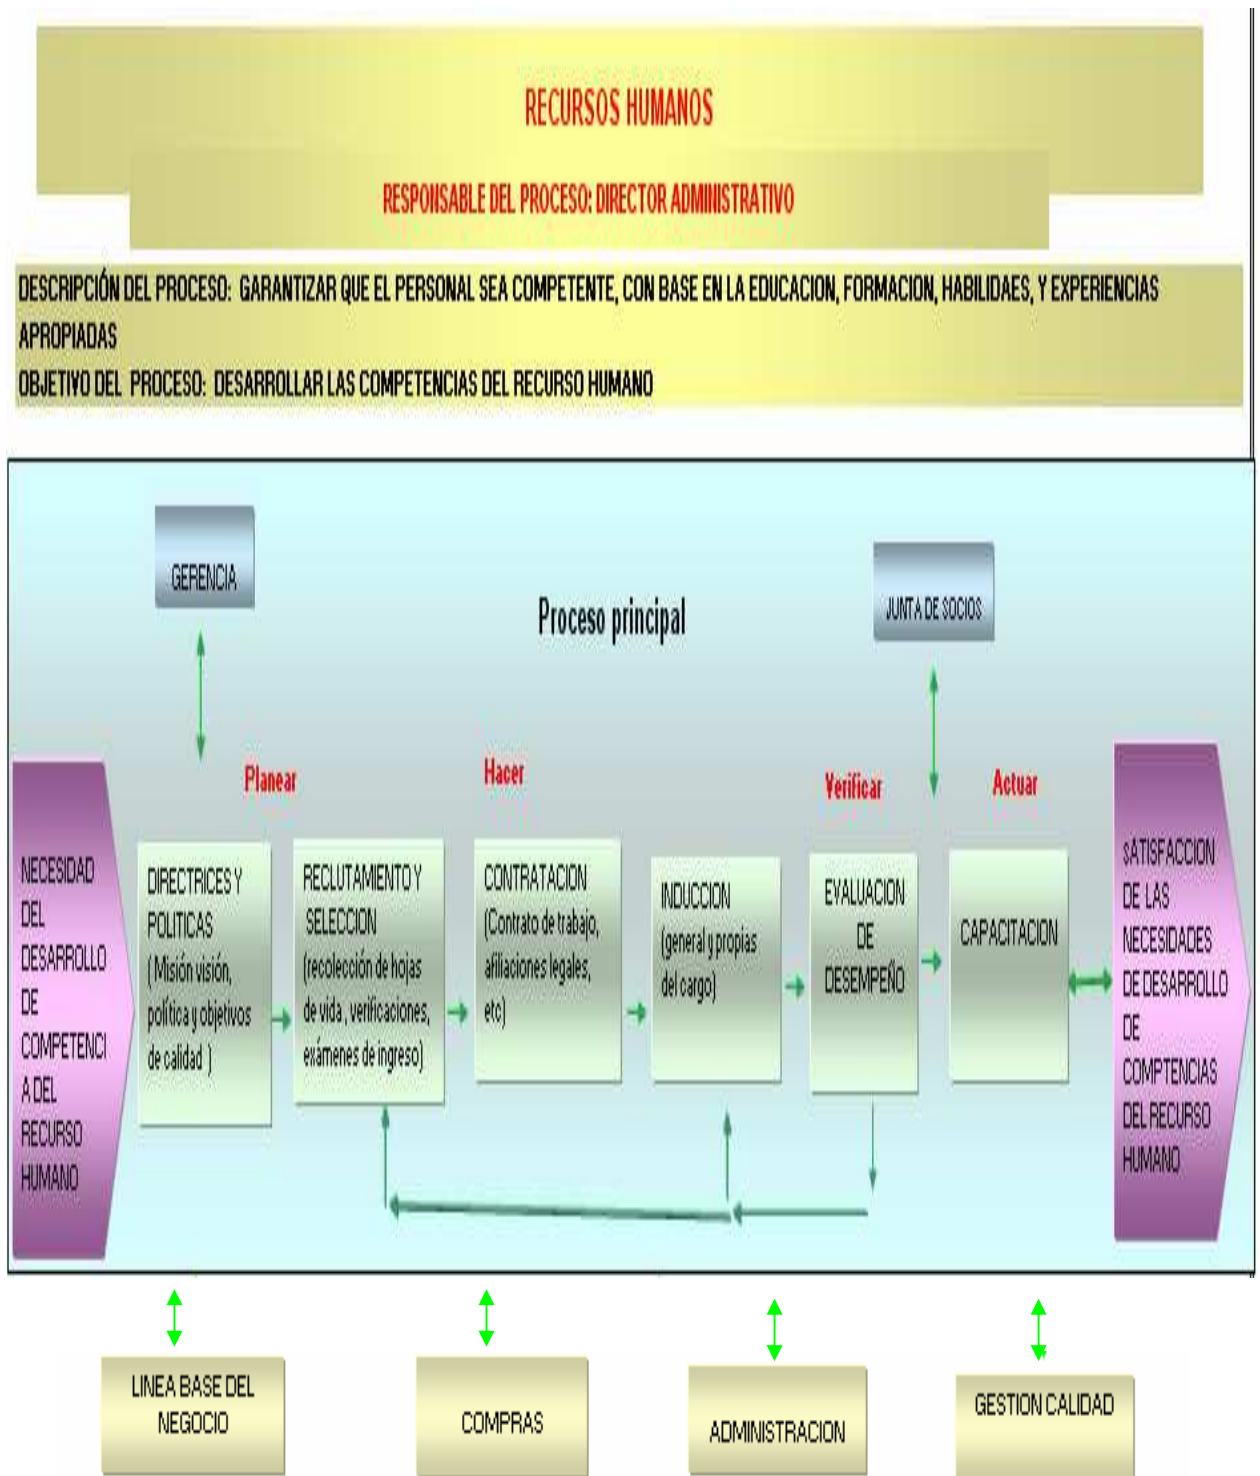 RECURSOS HUMANOS
RESPONSABLE DEL PROCESO: DIRECTOR ADMINISTRATIVO
DESCRIPCIÓN DEL PROCESO: GARANTIZAR QUE EL PERSONAL SEA COMPETENTE, CON BASE EN LA EDUCACION, FORMACION, HABILIDAES, Y EXPERIENCIAS
APROPIADAS
OBJETIVO DEL PROCESO: DESARROLLAR LAS COMPETENCIAS DEL RECURSO HUMANO
GERENCIA
JUNTA DE SOCIOS
Proceso principal
Planear
Hacer
Verificar
Actuar
NECESIDAD
DEL
DESARROLLO
DE
COMPETENCI
A DEL
RECURSO
HUMANO
DIRECTRICES Y
POLITICAS
( Misión visión,
política y objetivos
de calidad )
RECLUTAMIENTO Y
SELECCION
(recolección de hojas
de vida , verificaciones,
exámenes de ingreso)
CONTRATACION
(Contrato de trabajo,
afiliaciones legales,
etc)
INDUCCION
(general y propias
del cargo)
EVALUACION
DE
DESEMPEÑO
CAPACITACION
sATISFACCION
DE LAS
NECESIDADES
DE DESARROLLO
DE
COMPTENCIAS
DEL RECURSO
HUMANO
LINEA BASE DEL
NEGOCIO
COMPRAS
ADMINISTRACION
GESTION CALIDAD